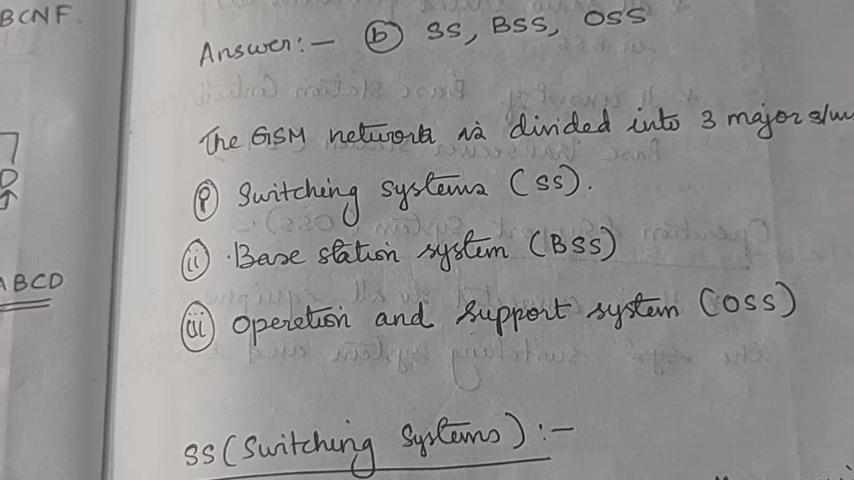 BCNF.
Answer:- (b) SS, BSS, OSS
The GSM network is divided into 3 major
(i) Switching systems (SS).
(ii) Base station system (BSS)
ABCD
(iii) Operetion and support system (OSS)
SS (Switching Systems) :-